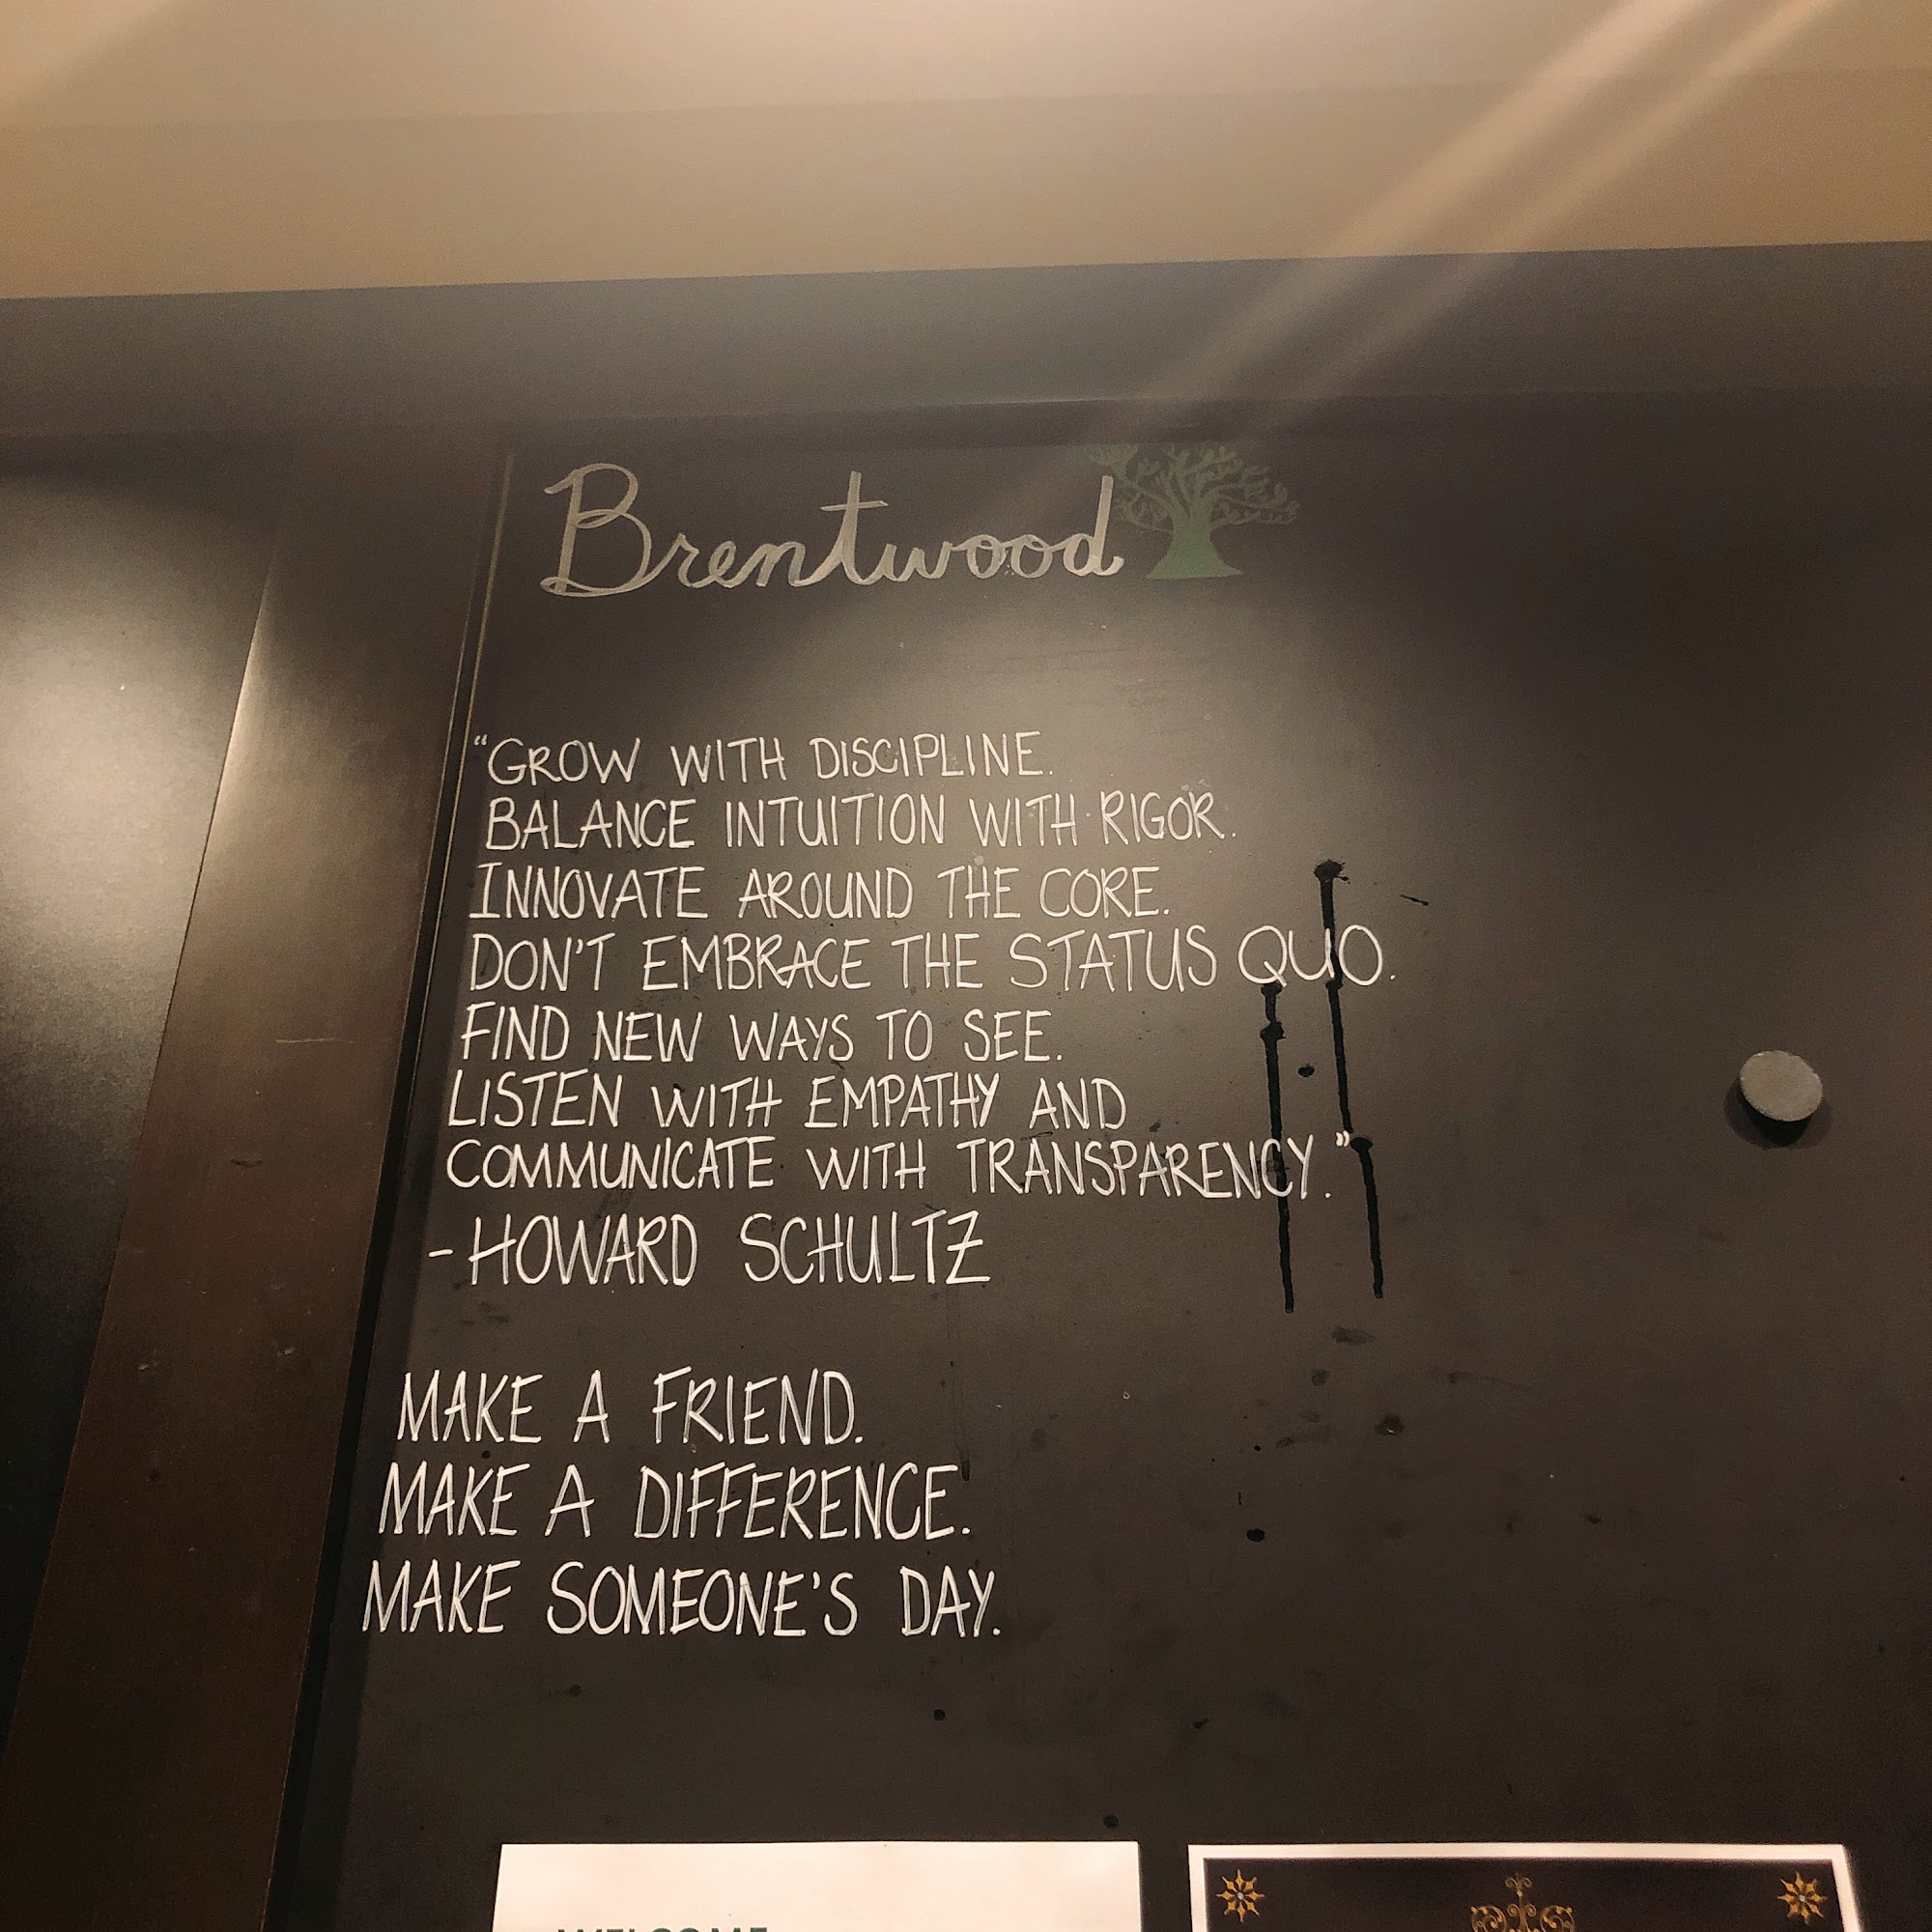 Brentwood
"GROW WITH DISCIPLINE.
BALANCE INTUITION WITH RIGOR.
INNOVATE AROUND THE CORE.
DON'T EMBRACE THE STATUS QUO.
FIND NEW WAYS TO SEE.
LISTEN WITH EMPATHY AND
COMMUNICATE WITH TRANSPARENCY."
-HOWARD SCHULTZ
MAKE A FRIEND.
MAKE A DIFFERENCE.
MAKE SOMEONE'S DAY.
WELCOME